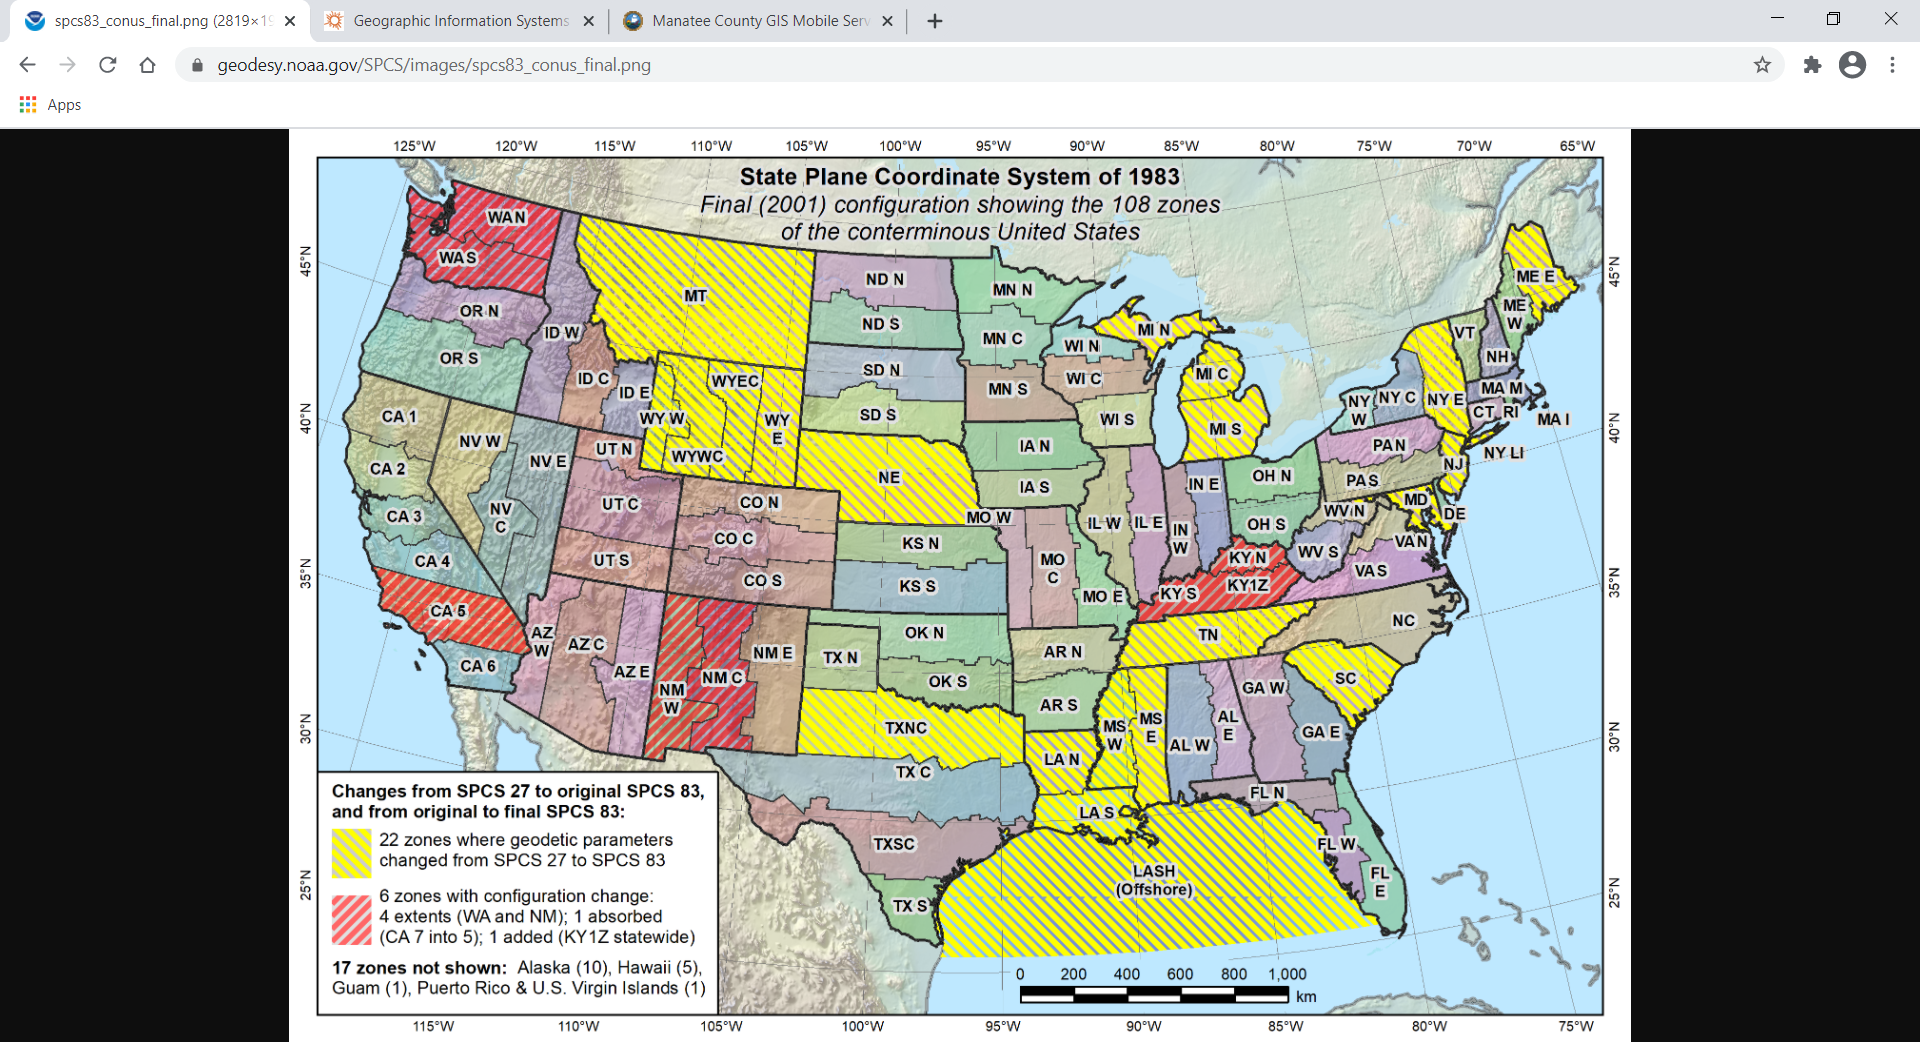 spcs83_conus_final.png (2819×19
Geographic Information Systems
Manatee County GIS Mobile Serv
geodesy.noaa.gov/SPCS/images/spcs83_conus_final.png
Apps
125°W 120°W 115°W 110°W 105°W 100°W 95°W 90°W 85°W 80°W 75°W 70°W 65°W
State Plane Coordinate System of 1983
Final (2001) configuration showing the 108 zones
of the conterminous United States
45°N
40°N
35°N
30°N
25°N
45°N
40°N
35°N
30°N
25°N
WA N
WA S
OR N
OR S
ID W
ID C
ID E
MT
WY W
WYWC
WYEC
WY
E
ND N
ND S
SD N
SD S
NE
MN N
MN C
MN S
WI N
WI C
WI S
MI N
MI C
MI S
CA 1
CA 2
CA 3
CA 4
CA 5
CA 6
NV W
NV
C
NV E
UT N
UT C
UT S
CO N
CO C
CO S
KS N
KS S
IA N
IA S
MO W
MO
C
MO E
IL W
IL E
IN
W
IN E
OH N
OH S
KY N
KY S
KY1Z
WV N
WV S
VA N
VA S
PA N
PA S
NY
W
NY C
NY E
NY LI
VT
NH
ME
W
ME E
MA M
MA I
CT
RI
NJ
MD
DE
NC
SC
TN
AZ
W
AZ C
AZ E
NM
W
NM C
NM E
TX N
TXNC
TX C
TXSC
TX S
OK N
OK S
AR N
AR S
LA N
LA S
LASH
(Offshore)
MS
W
MS
E
AL W
AL
E
GA W
GA E
FL N
FL W
FL
E
Changes from SPCS 27 to original SPCS 83,
and from original to final SPCS 83:
22 zones where geodetic parameters
changed from SPCS 27 to SPCS 83
6 zones with configuration change:
4 extents (WA and NM); 1 absorbed
(CA 7 into 5); 1 added (KY1Z statewide)
17 zones not shown: Alaska (10), Hawaii (5),
Guam (1), Puerto Rico & U.S. Virgin Islands (1)
0 200 400 600 800 1,000
km
115°W 110°W 105°W 100°W 95°W 90°W 85°W 80°W 75°W